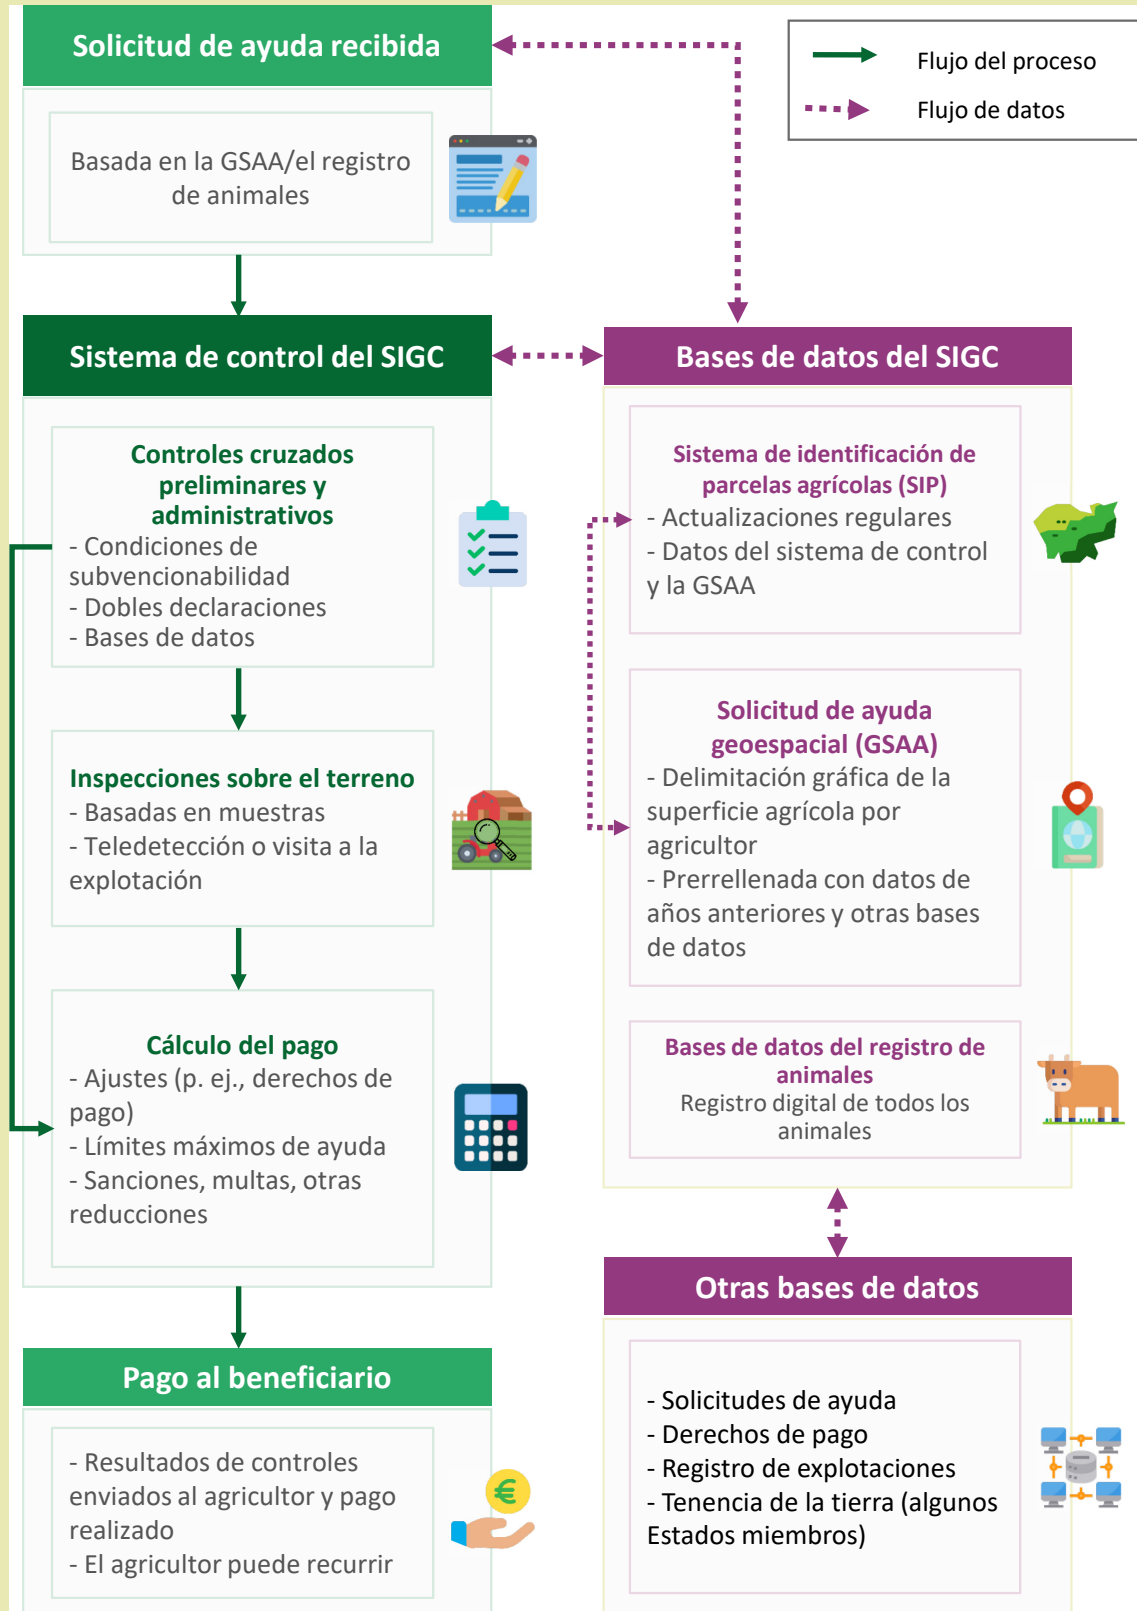 Solicitud de ayuda recibida
Basada en la GSAA/el registro
de animales
Flujo del proceso
Flujo de datos
Sistema de control del SIGC
Controles cruzados
preliminares y
administrativos
- Condiciones de
subvencionabilidad
- Dobles declaraciones
- Bases de datos
Inspecciones sobre el terreno
- Basadas en muestras
- Teledetección o visita a la
explotación
Cálculo del pago
- Ajustes (p. ej., derechos de
pago)
- Límites máximos de ayuda
- Sanciones, multas, otras
reducciones
Pago al beneficiario
- Resultados de controles
enviados al agricultor y pago
realizado
- El agricultor puede recurrir
Bases de datos del SIGC
Sistema de identificación de
parcelas agrícolas (SIP)
- Actualizaciones regulares
- Datos del sistema de control
y la GSAA
Solicitud de ayuda
geoespacial (GSAA)
- Delimitación gráfica de la
superficie agrícola por
agricultor
- Prerrellenada con datos de
años anteriores y otras bases
de datos
Bases de datos del registro de
animales
Registro digital de todos los
animales
Otras bases de datos
- Solicitudes de ayuda
- Derechos de pago
- Registro de explotaciones
- Tenencia de la tierra (algunos
Estados miembros)